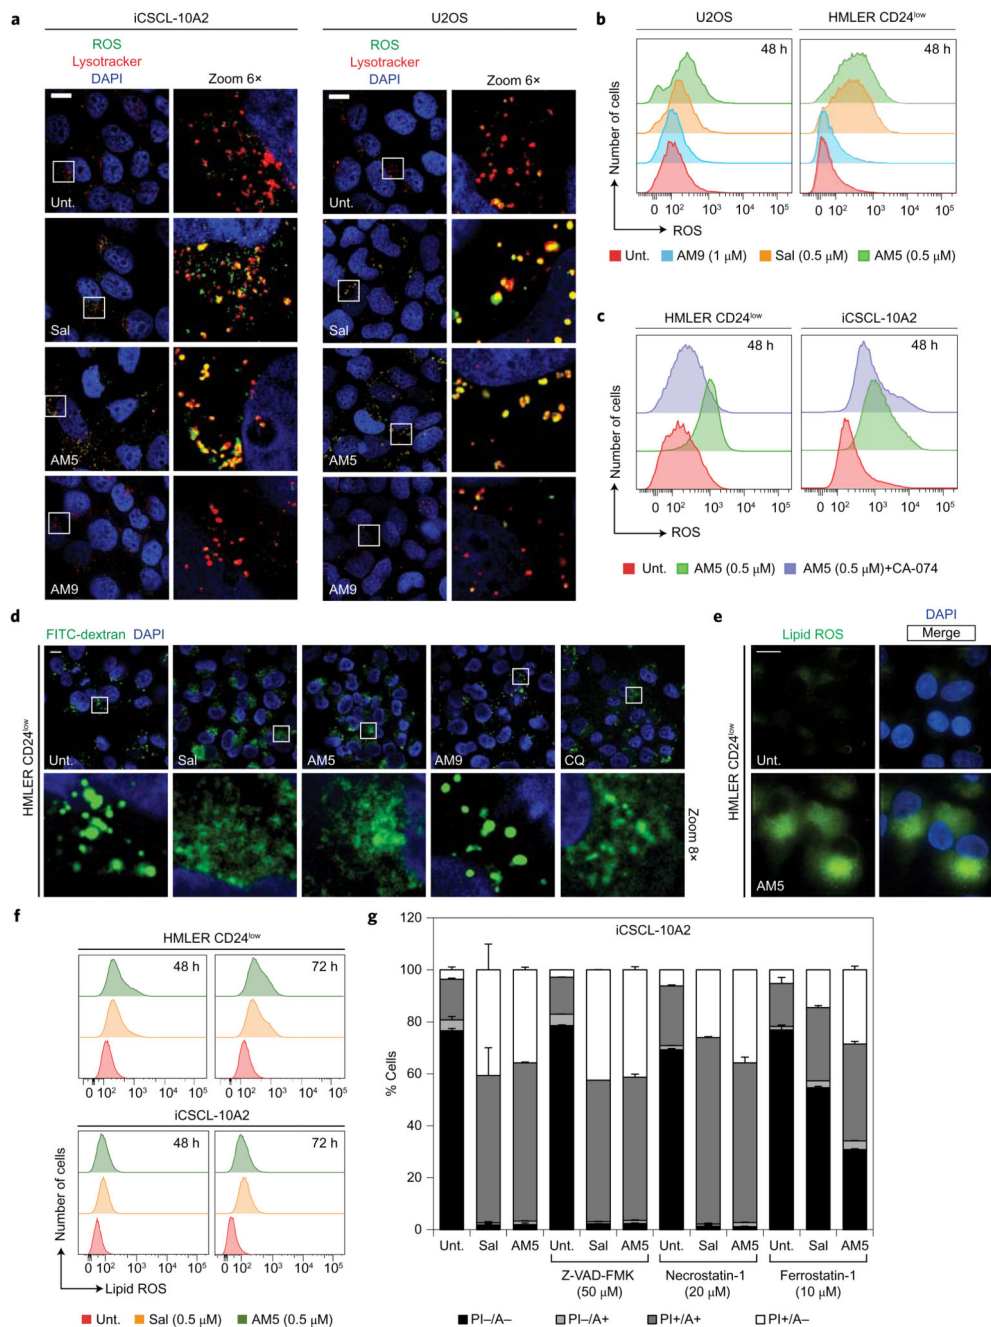 a
iCSCL-10A2
U2OS
ROS
Lysotracker
DAPI
Zoom 6×
ROS
Lysotracker
DAPI
Zoom 6×
Unt.
Unt.
Sal
Sal
AM5
AM5
AM9
AM9
b
U2OS
HMLER CD24low
48 h
48 h
Number of cells
0 10² 10³ 10⁴ 10⁵
0 10² 10³ 10⁴ 10⁵
ROS
Unt. AM9 (1 µM) Sal (0.5 µM) AM5 (0.5 µM)
c
HMLER CD24low
iCSCL-10A2
48 h
48 h
Number of cells
0 10² 10³ 10⁴ 10⁵
0 10² 10³ 10⁴ 10⁵
ROS
Unt. AM5 (0.5 µM) AM5 (0.5 µM)+CA-074
d
FITC-dextran DAPI
HMLER CD24low
Unt.
Sal
AM5
AM9
CQ
Zoom 8×
e
Lipid ROS
DAPI
Merge
HMLER CD24low
Unt.
AM5
f
HMLER CD24low
48 h
72 h
0 10² 10³ 10⁴ 10⁵
0 10² 10³ 10⁴ 10⁵
iCSCL-10A2
48 h
72 h
Number of cells
0 10² 10³ 10⁴ 10⁵
0 10² 10³ 10⁴ 10⁵
Lipid ROS
Unt. Sal (0.5 µM) AM5 (0.5 µM)
g
iCSCL-10A2
% Cells
120
100
80
60
40
20
0
Unt. Sal AM5 Unt. Sal AM5 Unt. Sal AM5 Unt. Sal AM5
Z-VAD-FMK
(50 µM)
Necrostatin-1
(20 µM)
Ferrostatin-1
(10 µM)
PI–/A– PI–/A+ PI+/A+ PI+/A–